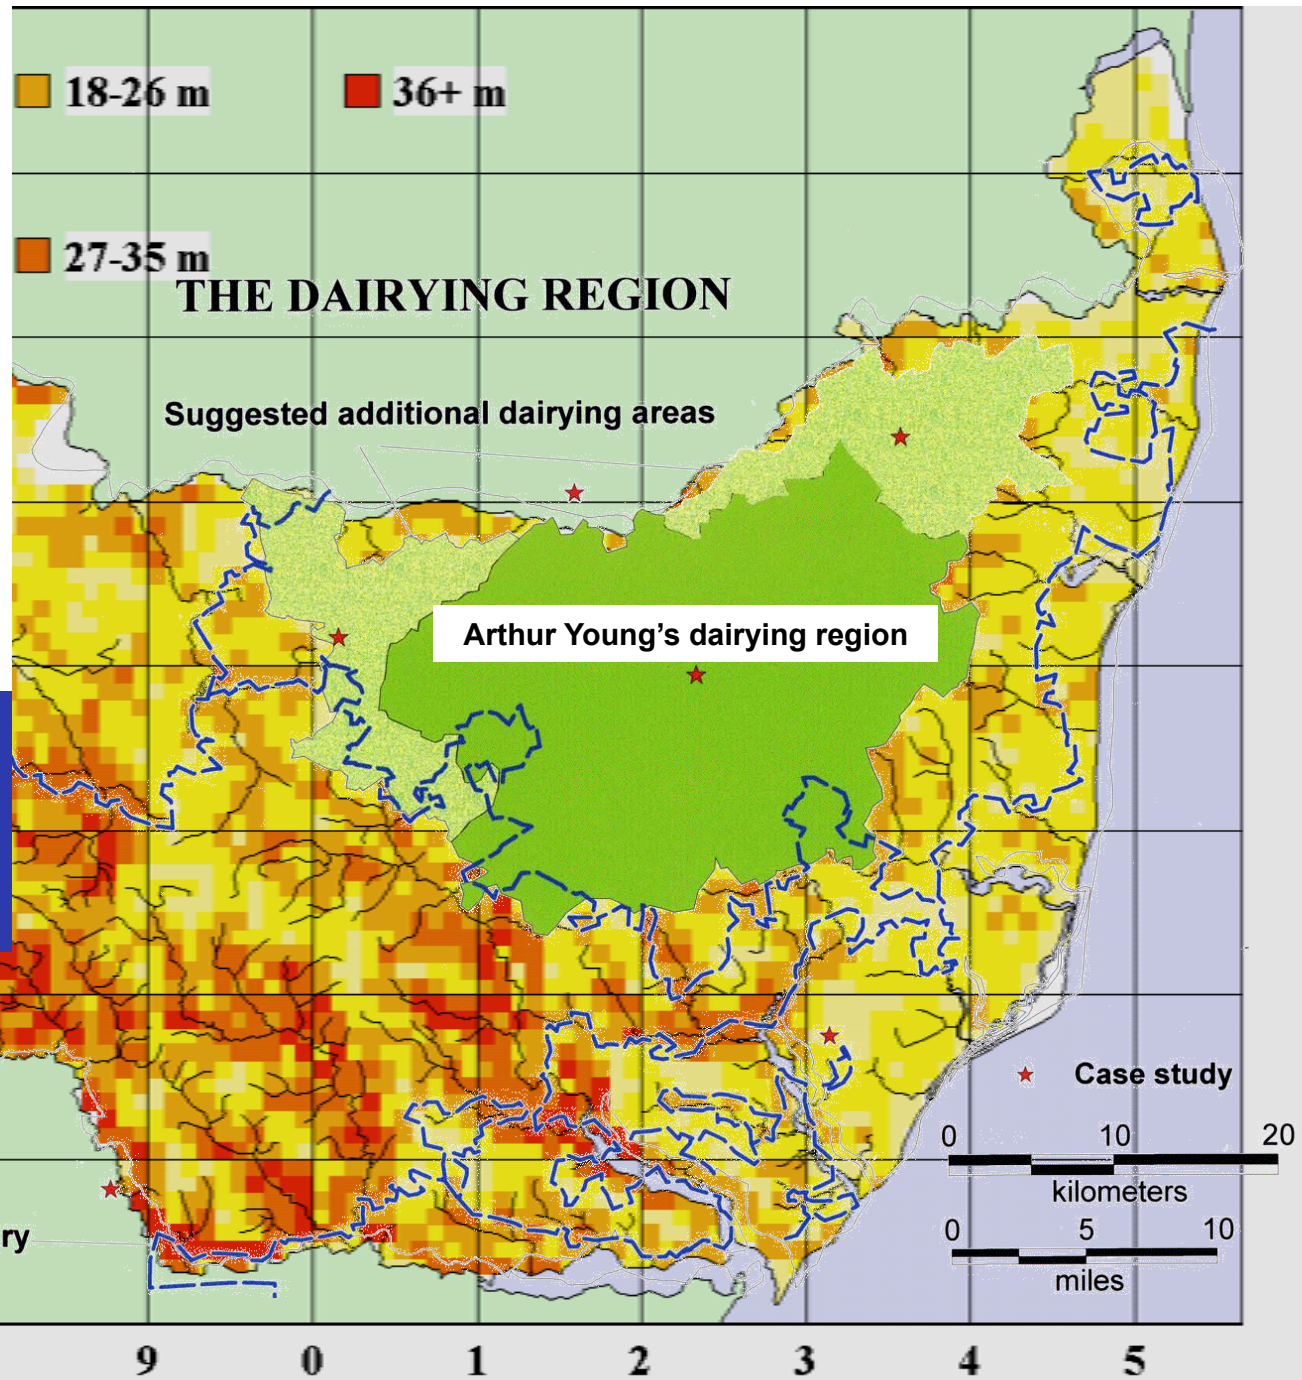 18-26 m
36+ m
27-35 m
THE DAIRYING REGION
Suggested additional dairying areas
Arthur Young’s dairying region
Case study
0 10 20
kilometers
ry
0 5 10
miles
9 0 1 2 3 4 5